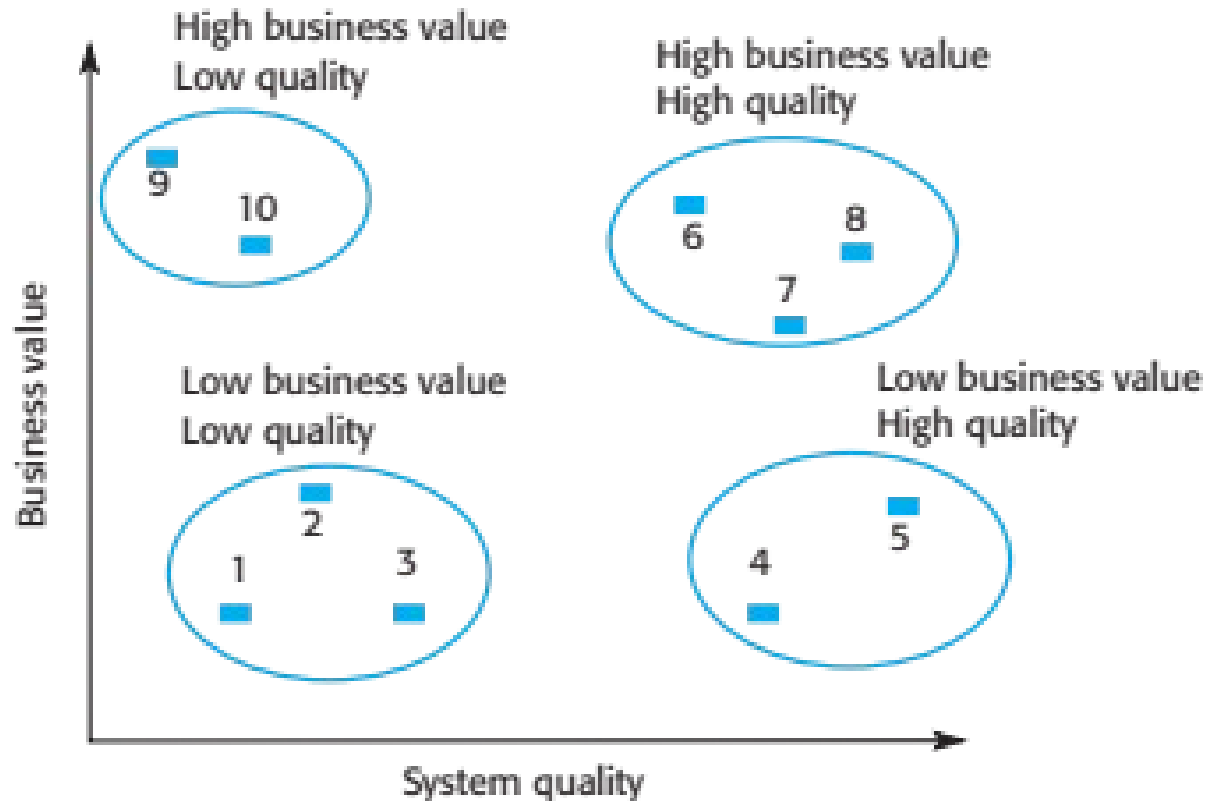 High business value
Low quality
High business value
High quality
9
10
6
8
7
Business value
Low business value
Low quality
Low business value
High quality
2
1
3
5
4
System quality